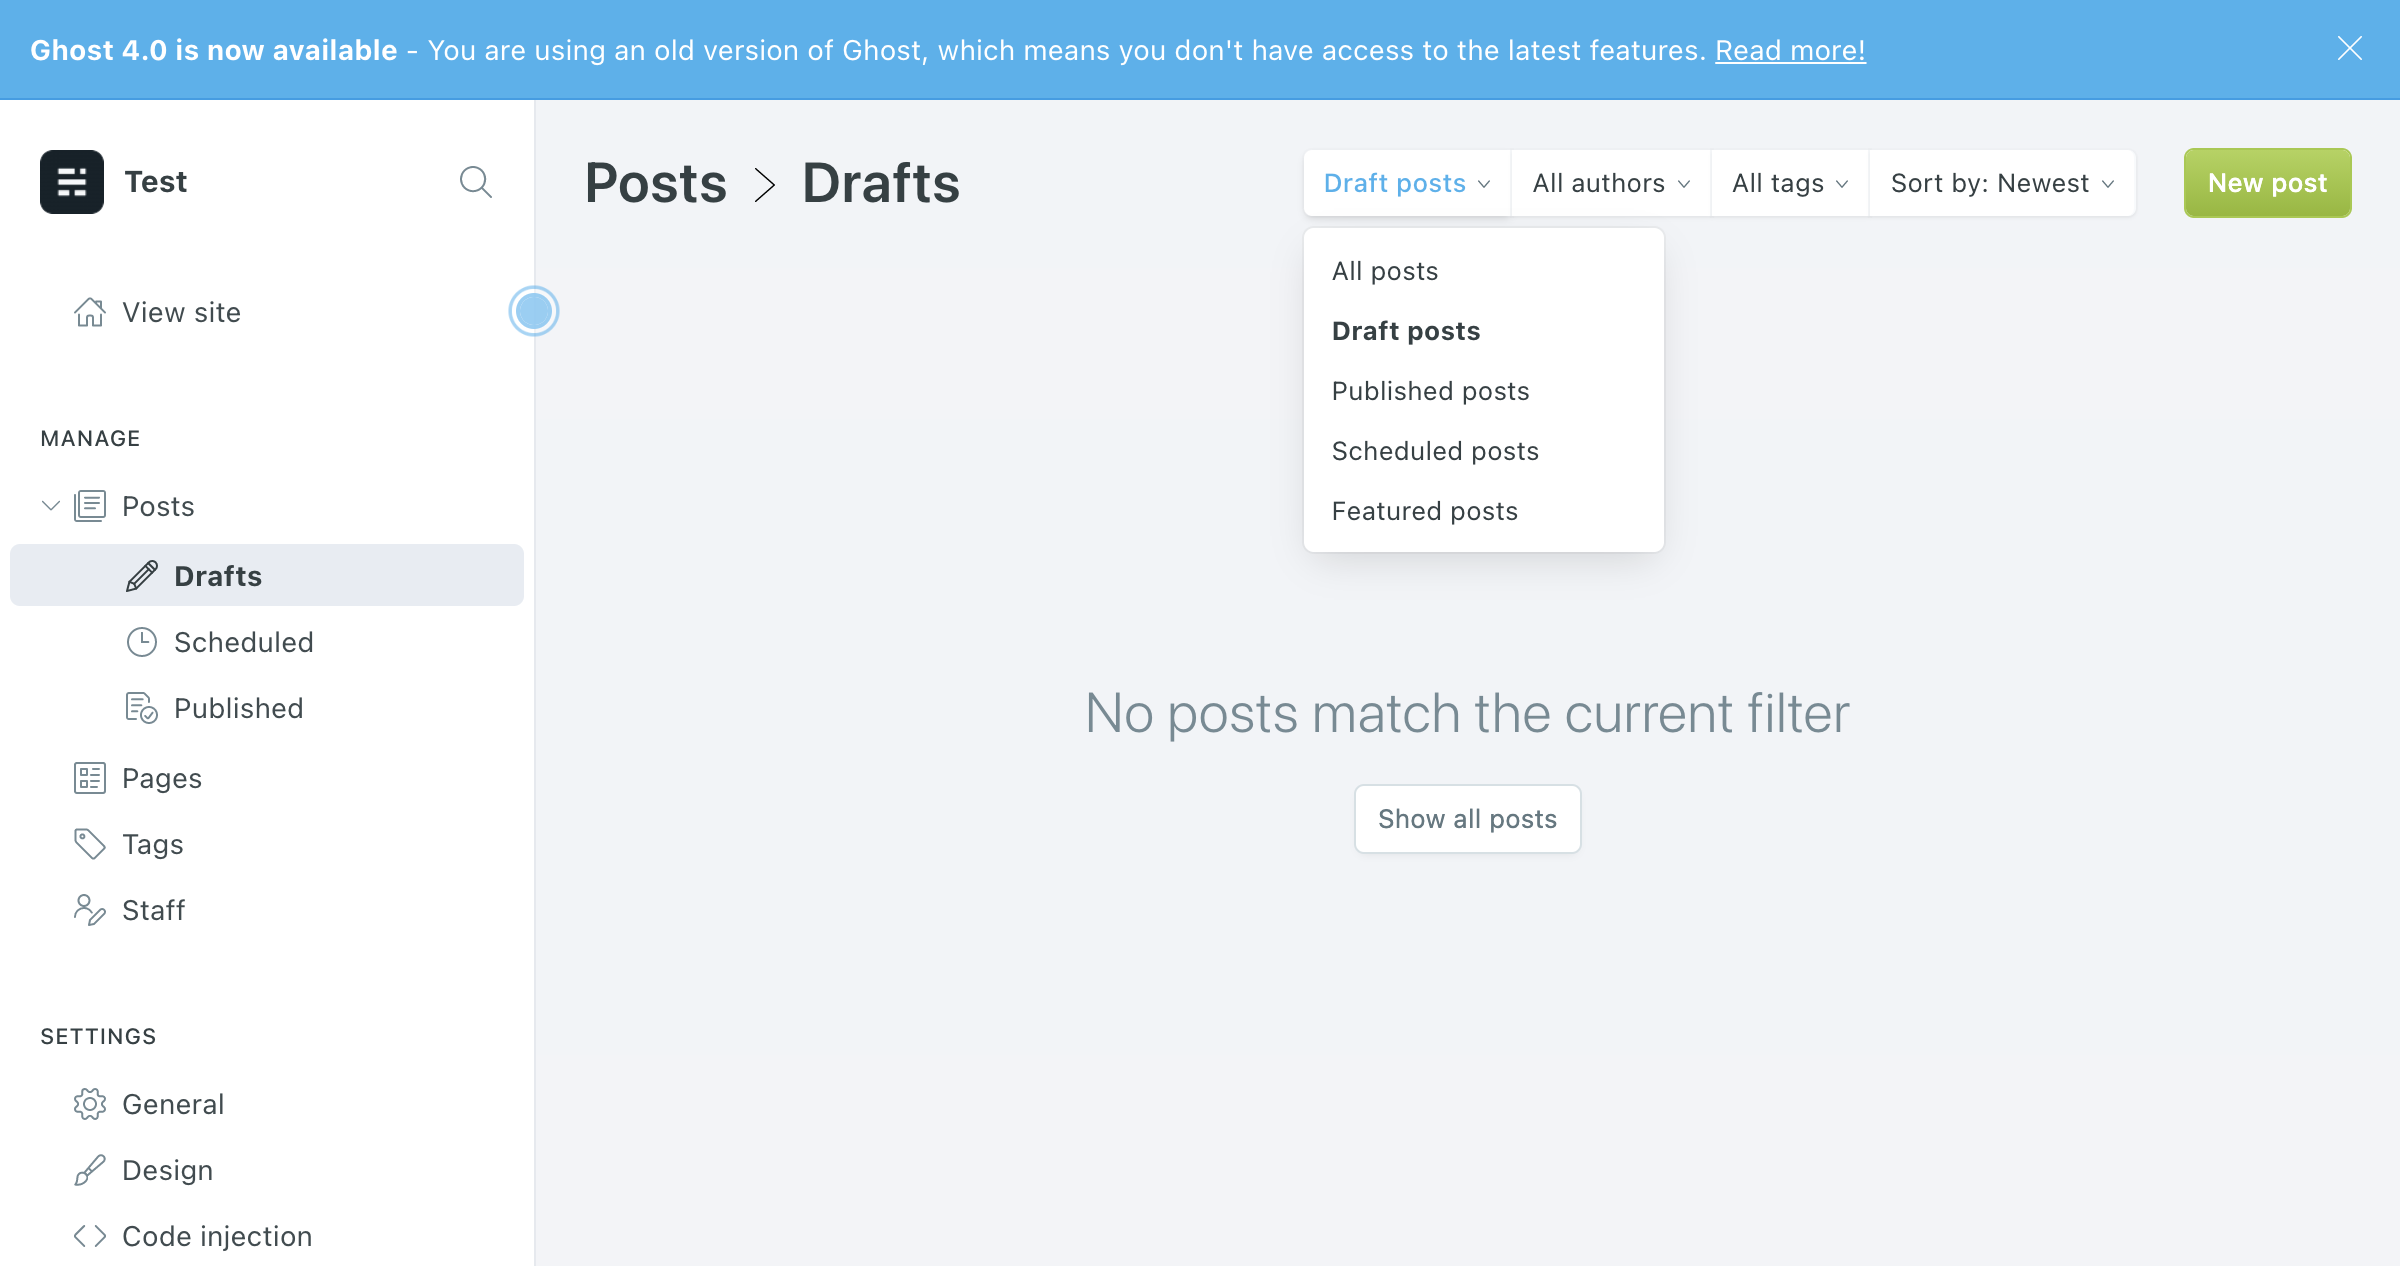 Ghost 4.0 is now available - You are using an old version of Ghost, which means you don't have access to the latest features. Read more!
Test
View site
MANAGE
Posts
Drafts
Scheduled
Published
Pages
Tags
Staff
SETTINGS
General
Design
Code injection
Posts > Drafts
Draft posts
All authors
All tags
Sort by: Newest
New post
All posts
Draft posts
Published posts
Scheduled posts
Featured posts
No posts match the current filter
Show all posts